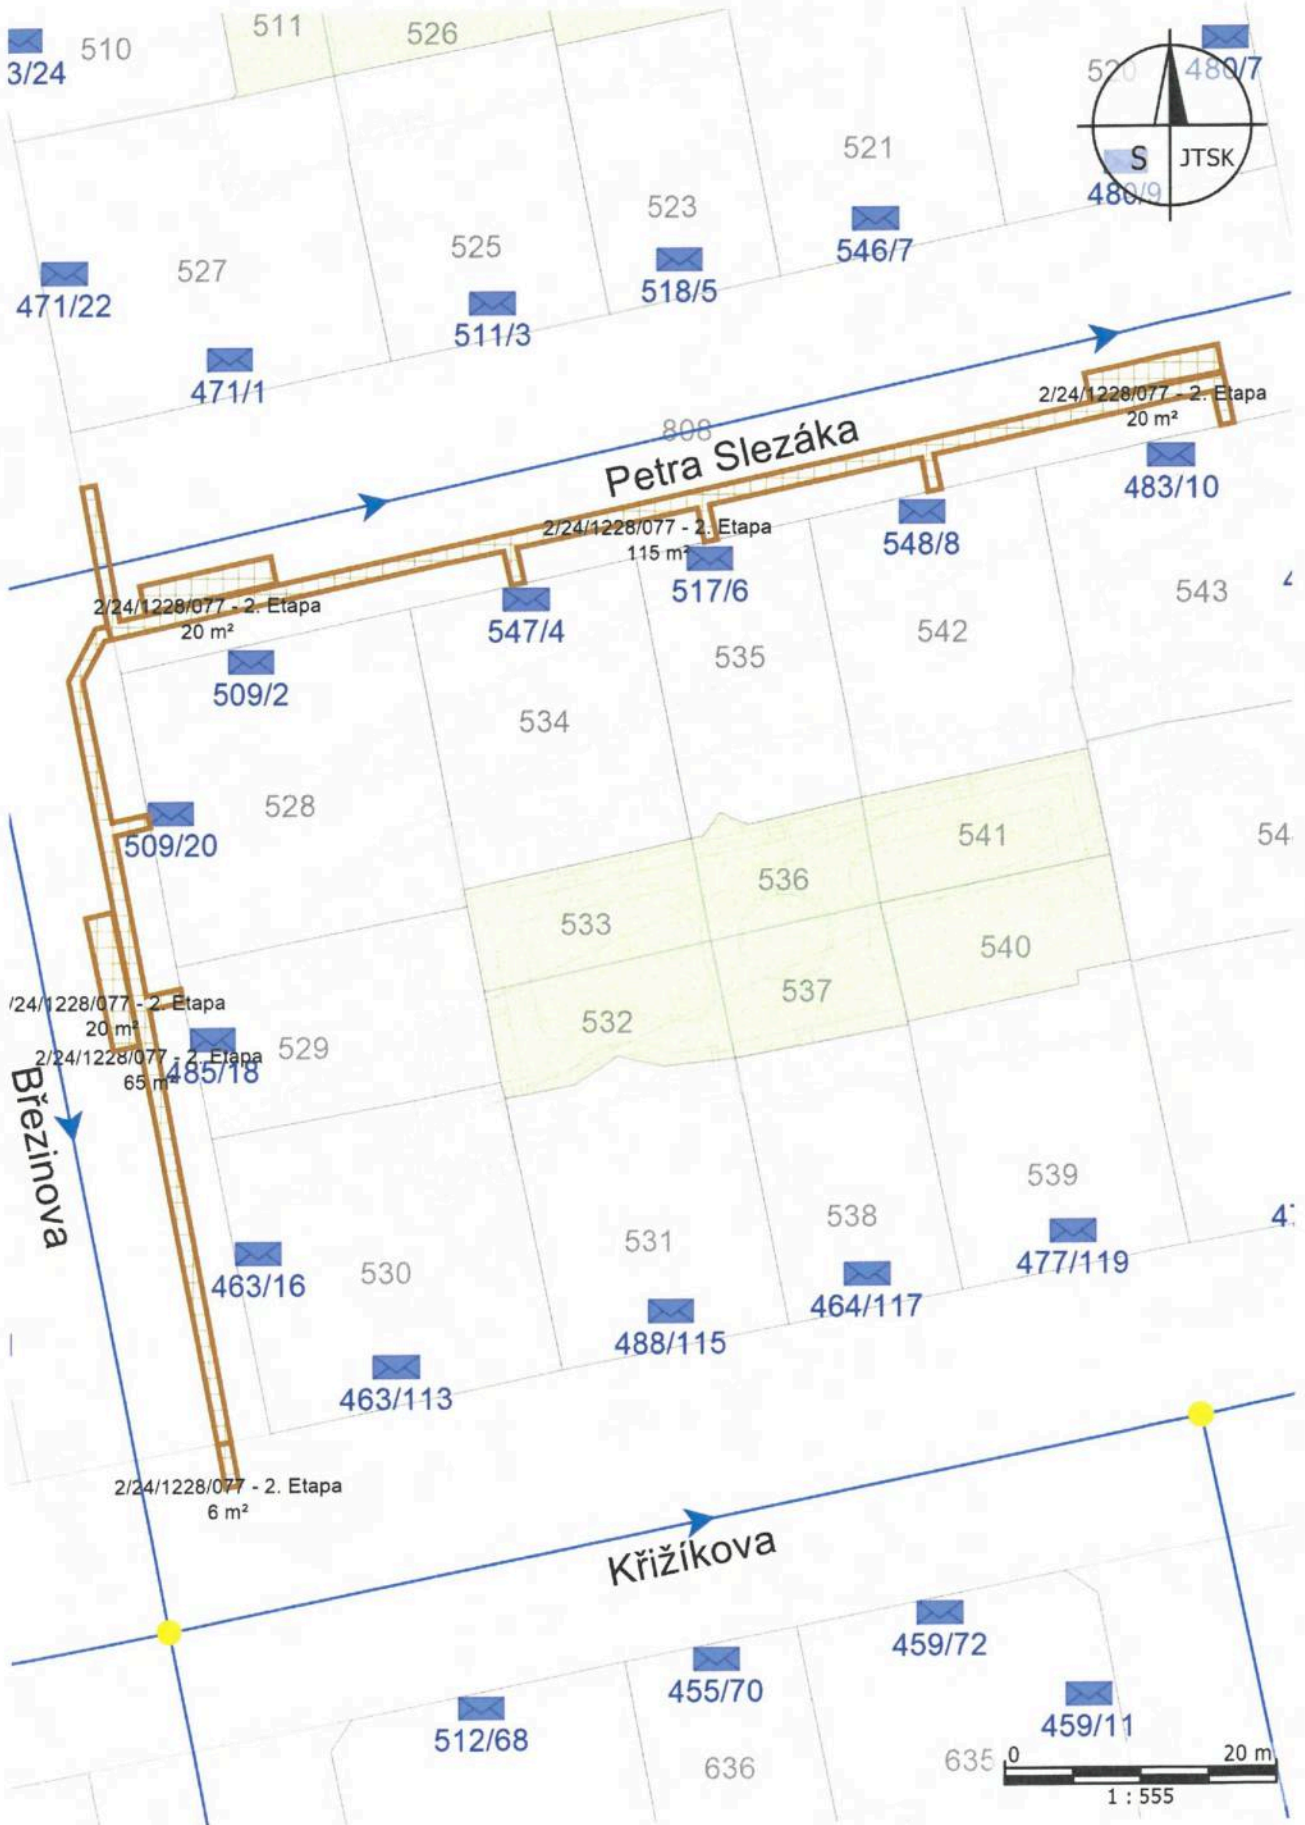 511
526
3/24
510
520
480/7
S
JTSK
480/9
521
523
546/7
525
518/5
527
471/22
511/3
471/1
2/24/1228/077 - 2. Etapa
20 m²
808
Petra Slezáka
483/10
2/24/1228/077 - 2. Etapa
115 m²
548/8
517/6
543
2/24/1228/077 - 2. Etapa
20 m²
547/4
542
535
509/2
534
528
509/20
541
54
536
533
540
537
/24/1228/077 - 2. Etapa
20 m²
532
529
2/24/1228/077 - 2. Etapa
65 m²
485/18
Březinova
539
538
531
530
463/16
477/119
464/117
488/115
463/113
2/24/1228/077 - 2. Etapa
6 m²
Křižíkova
459/72
455/70
459/11
512/68
636
635
0
20 m
1 : 555